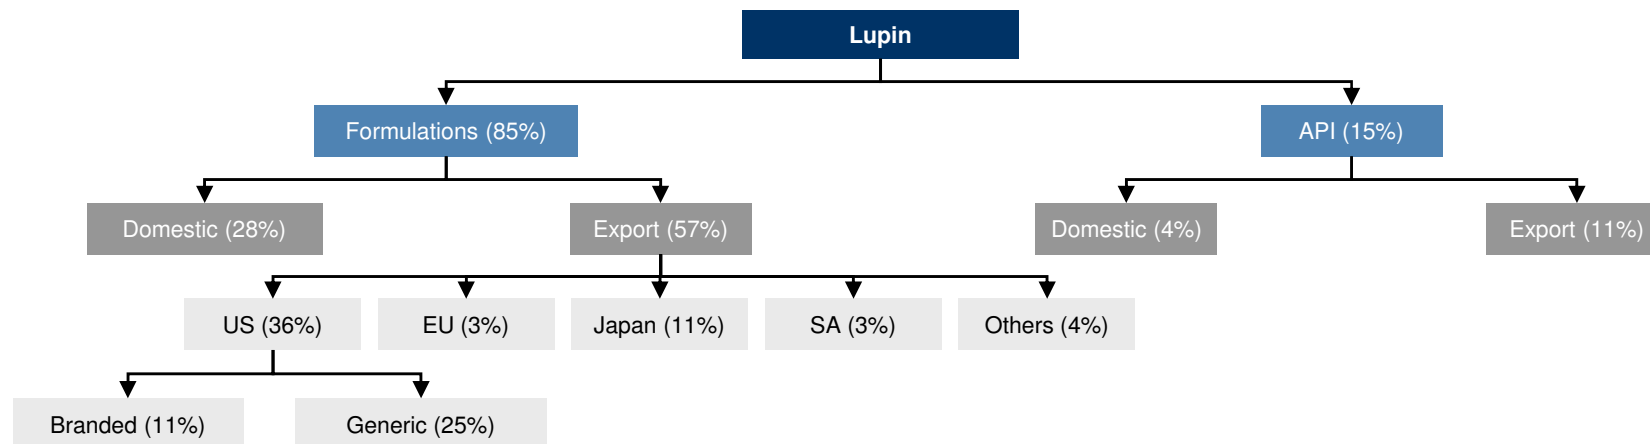 Lupin
Formulations (85%)
API (15%)
Domestic (28%)
Export (57%)
Domestic (4%)
Export (11%)
US (36%)
EU (3%)
Japan (11%)
SA (3%)
Others (4%)
Branded (11%)
Generic (25%)